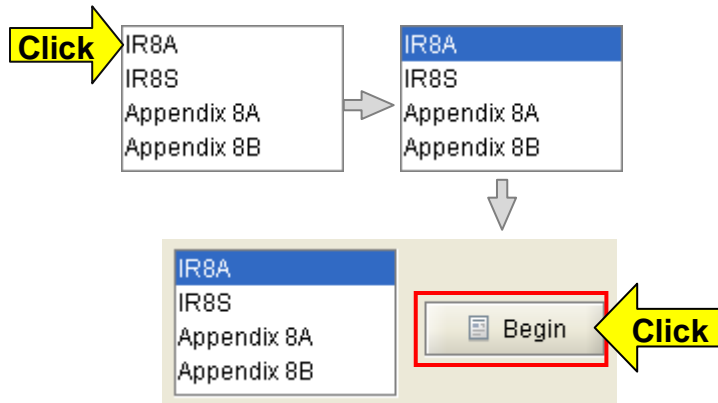 Click
IR8A
IR8S
Appendix 8A
Appendix 8B
IR8A
IR8S
Appendix 8A
Appendix 8B
IR8A
IR8S
Appendix 8A
Appendix 8B
Begin
Click